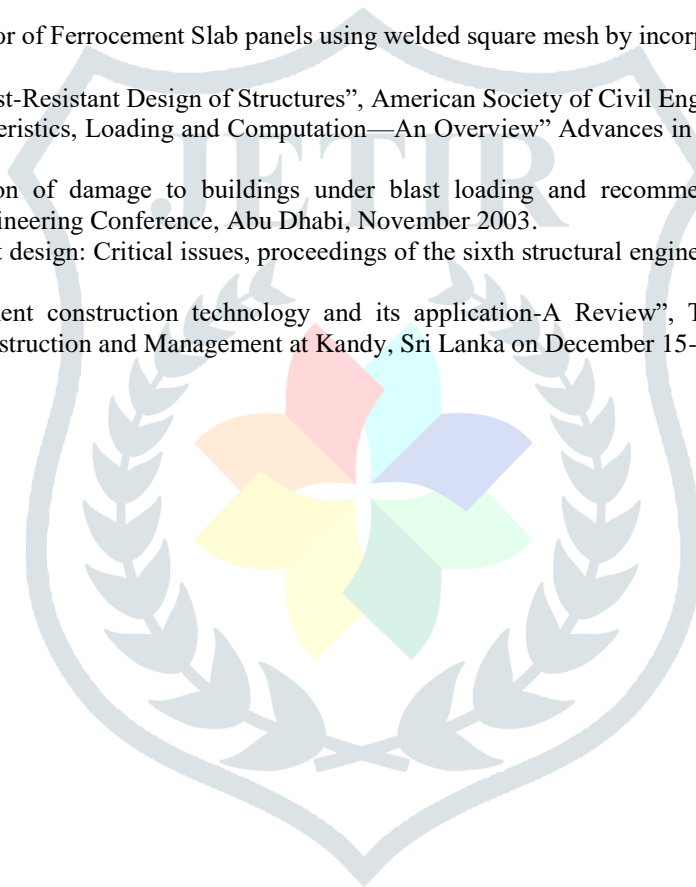 or of Ferrocement Slab panels using welded square mesh by incorp
st-Resistant Design of Structures”, American Society of Civil Eng
eristics, Loading and Computation—An Overview” Advances in
on of damage to buildings under blast loading and recomme
ineering Conference, Abu Dhabi, November 2003.
t design: Critical issues, proceedings of the sixth structural engine
ent construction technology and its application-A Review”, T
struction and Management at Kandy, Sri Lanka on December 15-
JETIR